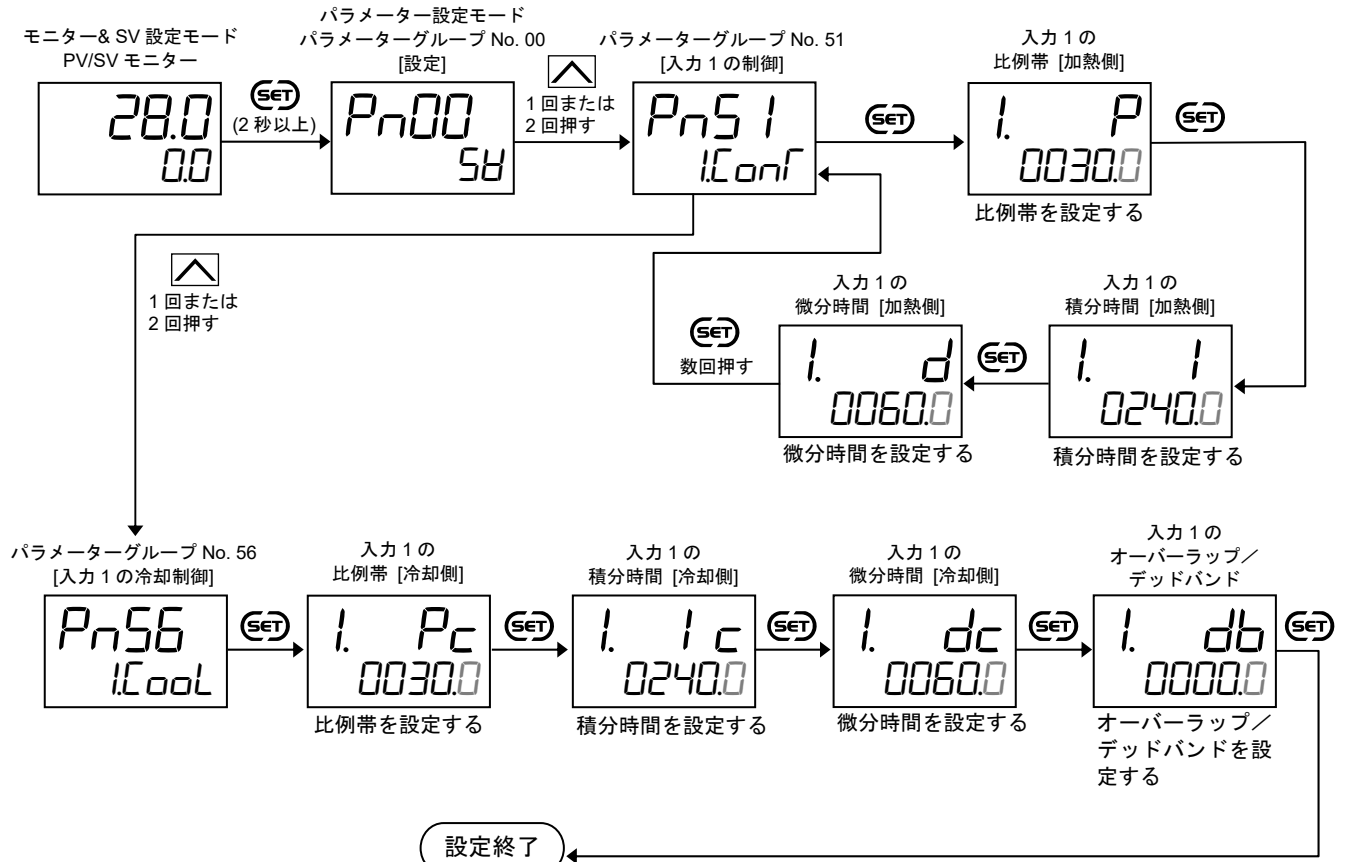 モニター& SV 設定モード
PV/SV モニター
28.0
0.0
SET
(2 秒以上)
パラメーター設定モード
パラメーターグループ No. 00
[設定]
Pn00
SV
1 回または
2 回押す
パラメーターグループ No. 51
[入力 1 の制御]
Pn51
1.ConT
SET
入力 1 の
比例帯 [加熱側]
1. P
0030.0
比例帯を設定する
SET
入力 1 の
積分時間 [加熱側]
1. I
0240.0
積分時間を設定する
SET
入力 1 の
微分時間 [加熱側]
1. d
0060.0
微分時間を設定する
SET
数回押す
1 回または
2 回押す
パラメーターグループ No. 56
[入力 1 の冷却制御]
Pn56
1.CooL
SET
入力 1 の
比例帯 [冷却側]
1. Pc
0030.0
比例帯を設定する
SET
入力 1 の
積分時間 [冷却側]
1. Ic
0240.0
積分時間を設定する
SET
入力 1 の
微分時間 [冷却側]
1. dc
0060.0
微分時間を設定する
SET
入力 1 の
オーバーラップ／
デッドバンド
1. db
0000.0
オーバーラップ／
デッドバンドを設
定する
SET
設定終了